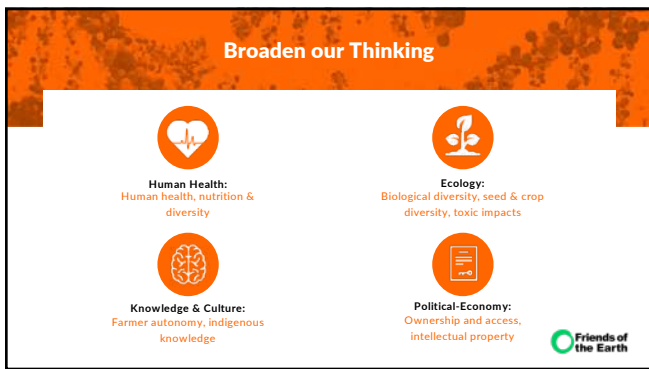 Broaden our Thinking
Human Health:
Human health, nutrition &
diversity
Ecology:
Biological diversity, seed & crop
diversity, toxic impacts
Knowledge & Culture:
Farmer autonomy, indigenous
knowledge
Political-Economy:
Ownership and access,
intellectual property
Friends of
the Earth